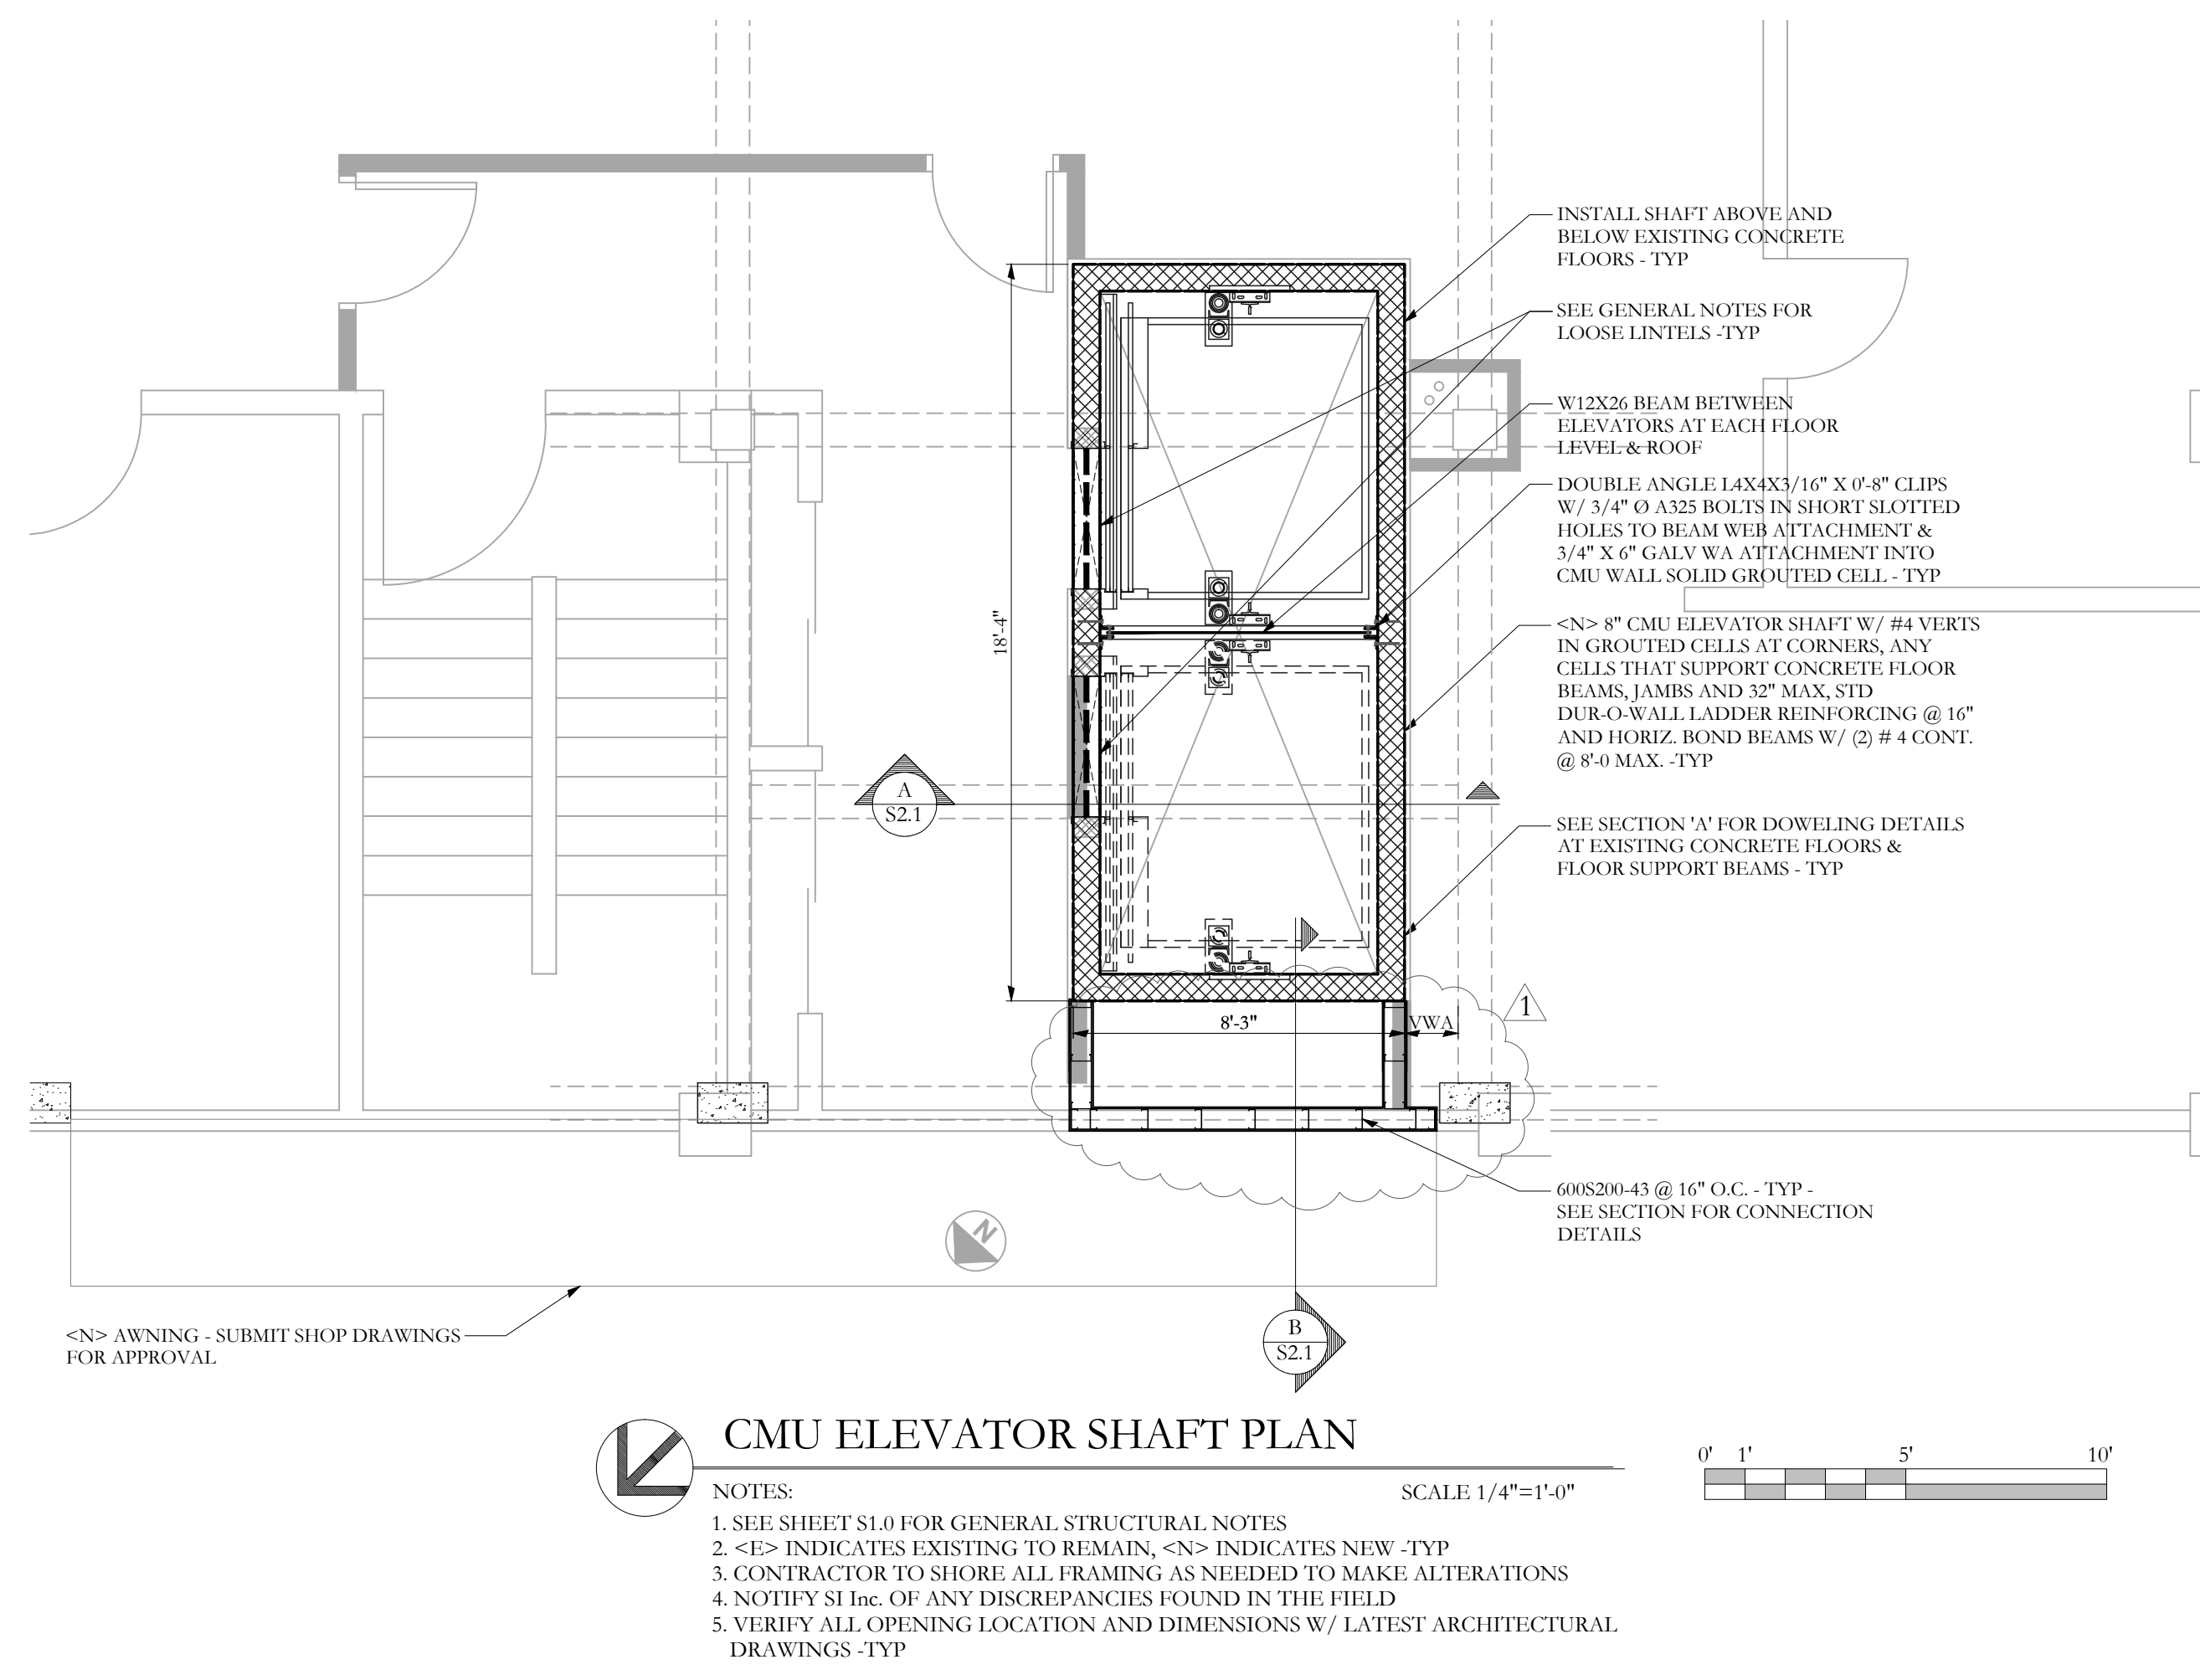 INSTALL SHAFT ABOVE AND
BELOW EXISTING CONCRETE
FLOORS - TYP
SEE GENERAL NOTES FOR
LOOSE LINTELS -TYP
W12X26 BEAM BETWEEN
ELEVATORS AT EACH FLOOR
LEVEL & ROOF
DOUBLE ANGLE L4X4X3/16" X 0'-8" CLIPS
W/ 3/4" Ø A325 BOLTS IN SHORT SLOTTED
HOLES TO BEAM WEB ATTACHMENT &
3/4" X 6" GALV WA ATTACHMENT INTO
CMU WALL SOLID GROUTED CELL - TYP
18'-4"
<N> 8" CMU ELEVATOR SHAFT W/ #4 VERTS
IN GROUTED CELLS AT CORNERS, ANY
CELLS THAT SUPPORT CONCRETE FLOOR
BEAMS, JAMBS AND 32" MAX, STD
DUR-O-WALL LADDER REINFORCING @ 16"
AND HORIZ. BOND BEAMS W/ (2) # 4 CONT.
@ 8'-0 MAX. -TYP
A
S2.1
SEE SECTION 'A' FOR DOWELING DETAILS
AT EXISTING CONCRETE FLOORS &
FLOOR SUPPORT BEAMS - TYP
1
8'-3"
VWA
600S200-43 @ 16" O.C. - TYP -
SEE SECTION FOR CONNECTION
DETAILS
N
<N> AWNING - SUBMIT SHOP DRAWINGS
FOR APPROVAL
B
S2.1
CMU ELEVATOR SHAFT PLAN
SCALE 1/4"=1'-0"
0' 1' 5' 10'
NOTES:
1. SEE SHEET S1.0 FOR GENERAL STRUCTURAL NOTES
2. <E> INDICATES EXISTING TO REMAIN, <N> INDICATES NEW -TYP
3. CONTRACTOR TO SHORE ALL FRAMING AS NEEDED TO MAKE ALTERATIONS
4. NOTIFY SI Inc. OF ANY DISCREPANCIES FOUND IN THE FIELD
5. VERIFY ALL OPENING LOCATION AND DIMENSIONS W/ LATEST ARCHITECTURAL
DRAWINGS -TYP